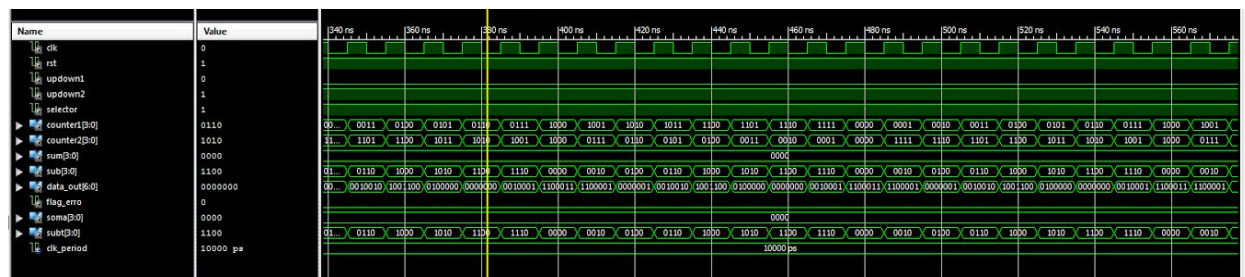 Name Value 340 ns 360 ns 380 ns 400 ns 420 ns 440 ns 460 ns 480 ns 500 ns 520 ns 540 ns 560 ns
clk 0
rst 1
updown1 0
updown2 1
selector 1
counter1[3:0] 0110 00... 0011 0100 0101 0110 0111 1000 1001 1010 1011 1100 1101 1110 1111 0000 0001 0010 0011 0100 0101 0110 0111 1000 1001
counter2[3:0] 1010 11... 1101 1100 1011 1010 1001 1000 0111 0110 0101 0100 0011 0010 0001 0000 1111 1110 1101 1100 1011 1010 1001 1000 0111
sum[3:0] 0000 0000
sub[3:0] 1100 01... 0110 1000 1010 1100 1110 0000 0010 0100 0110 1000 1010 1100 1110 0000 0010 0100 0110 1000 1010 1100 1110 0000 0010
data_out[6:0] 0000000 00... 0010010 1001100 0100000 0000000 0010001 1100011 1100001 0000001 0010010 1001100 0100000 0000000 0010001 1100011 1100001 0000001 0010010 1001100 0100000 0000000 0010001 1100011 1100001
flag_erro 0
soma[3:0] 0000 0000
subt[3:0] 1100 01... 0110 1000 1010 1100 1110 0000 0010 0100 0110 1000 1010 1100 1110 0000 0010 0100 0110 1000 1010 1100 1110 0000 0010
clk_period 10000 ps 10000 ps